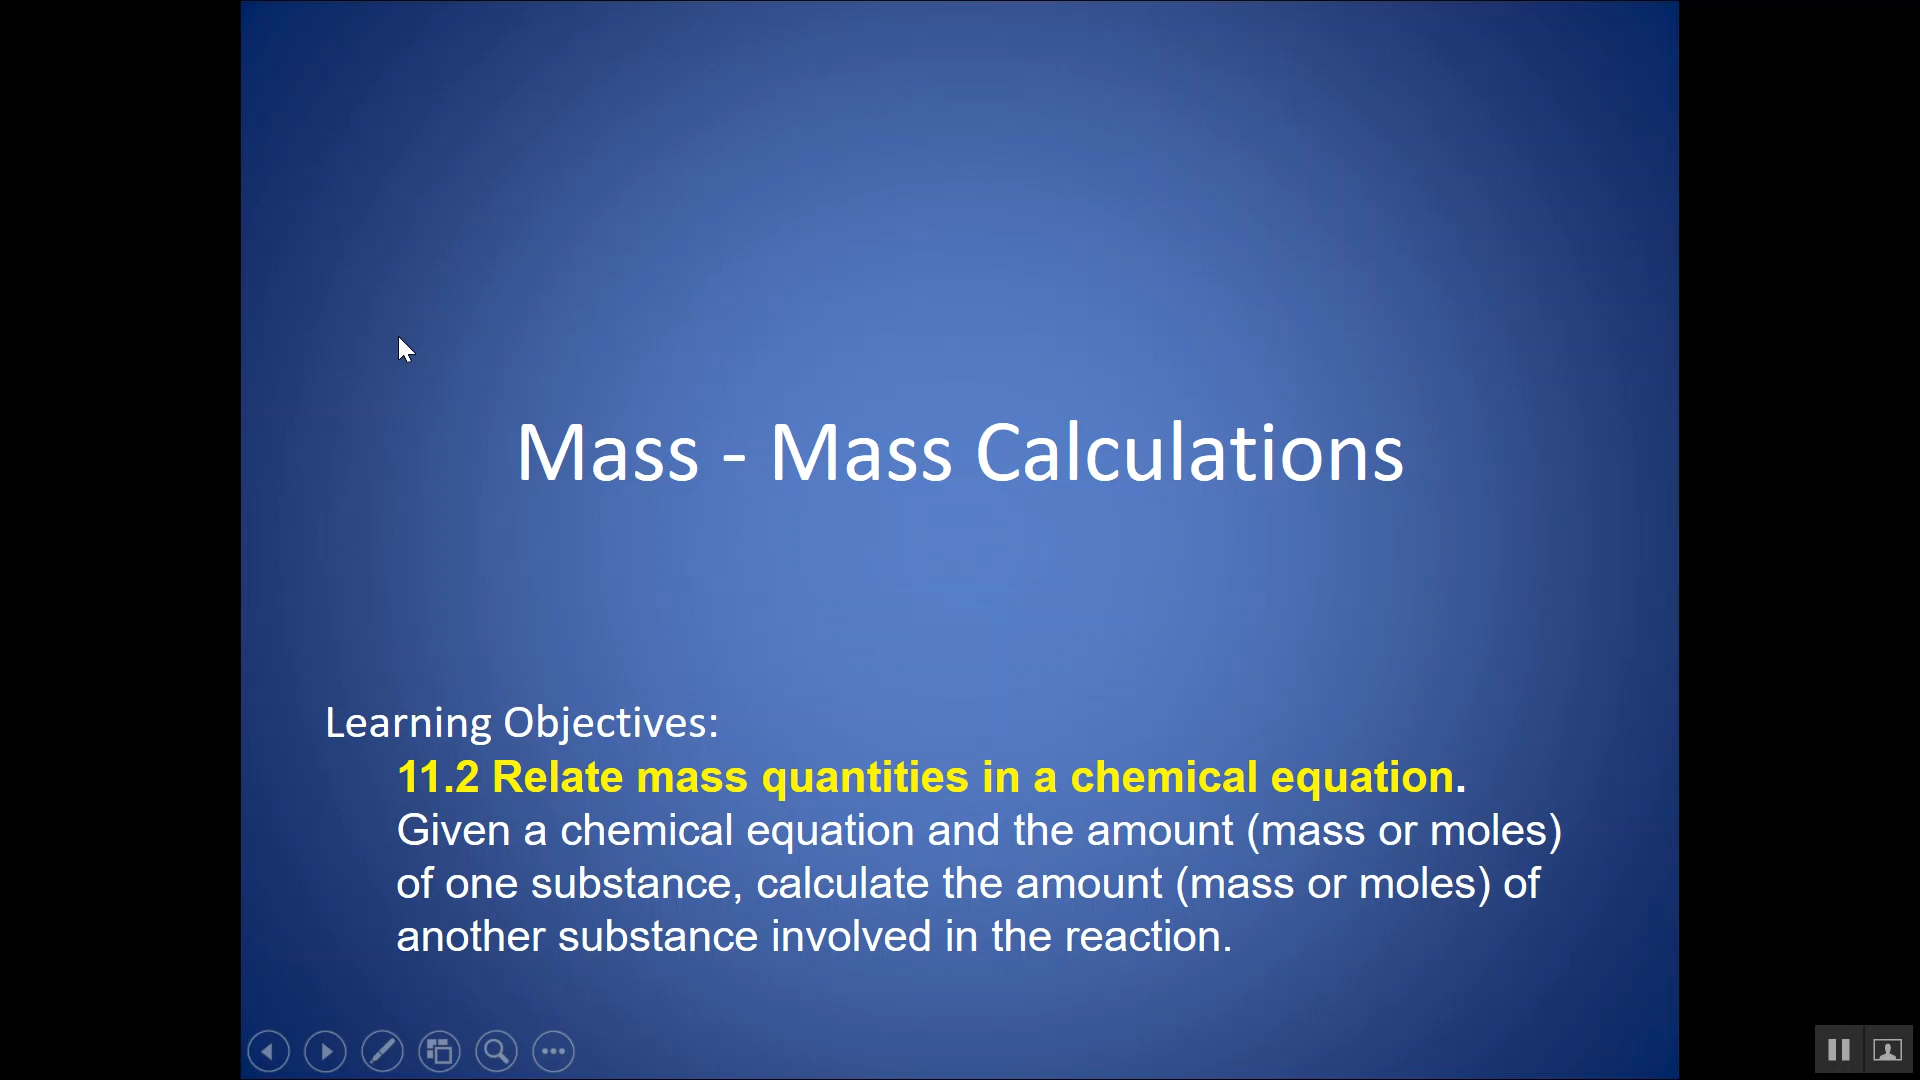 Mass - Mass Calculations
Learning Objectives:
11.2 Relate mass quantities in a chemical equation.
Given a chemical equation and the amount (mass or moles)
of one substance, calculate the amount (mass or moles) of
another substance involved in the reaction.